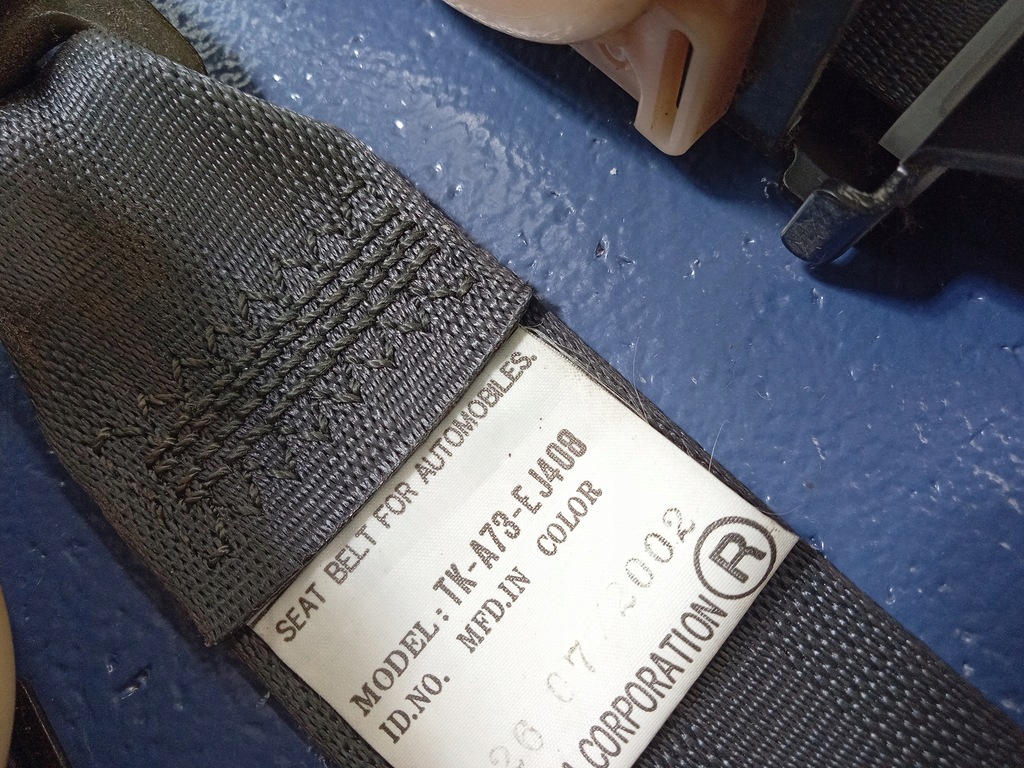 SEAT BELT FOR AUTOMOBILES.
MODEL: TK-A73-EJ408
ID.NO. MFD.IN COLOR
26 07/2002
CORPORATION Ⓡ